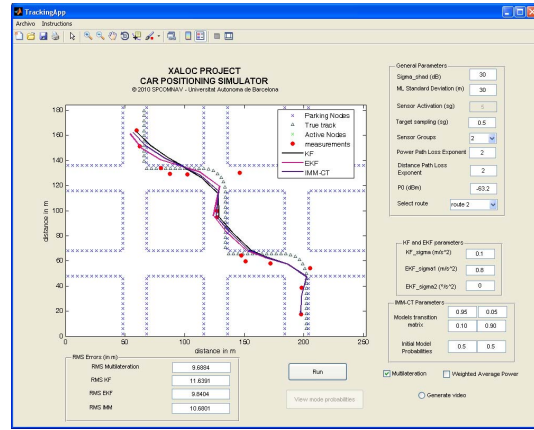 TrackingApp
Archivo Instructions
XALOC PROJECT
CAR POSITIONING SIMULATOR
© 2010 SPCOMNAV - Universitat Autonoma de Barcelona
180
160
140
120
100
80
60
40
20
0
distance in m
0 50 100 150 200 250
distance in m
Parking Nodes
True track
Active Nodes
measurements
KF
EKF
IMM-CT
RMS Errors (in m)
RMS Multilateration 9.6884
RMS KF 11.6391
RMS EKF 9.8404
RMS IMM 10.6801
Run
View mode probabilities
General Parameters
Sigma_shad (dB) 30
ML Standard Deviation (m) 30
Sensor Activation (sg) 5
Target sampling (sg) 0.5
Sensor Groups 2
Power Path Loss Exponent 2
Distance Path Loss
Exponent 2
P0 (dBm) -63.2
Select route route 2
KF and EKF parameters
KF_sigma (m/s^2) 0.1
EKF_sigma1 (m/s^2) 0.8
EKF_sigma2 (º/s^2) 0
IMM-CT Parameters
Models transition
matrix
0.95 0.05
0.10 0.90
Initial Model
Probabilities
0.5 0.5
Multilateration Weighted Average Power
Generate video